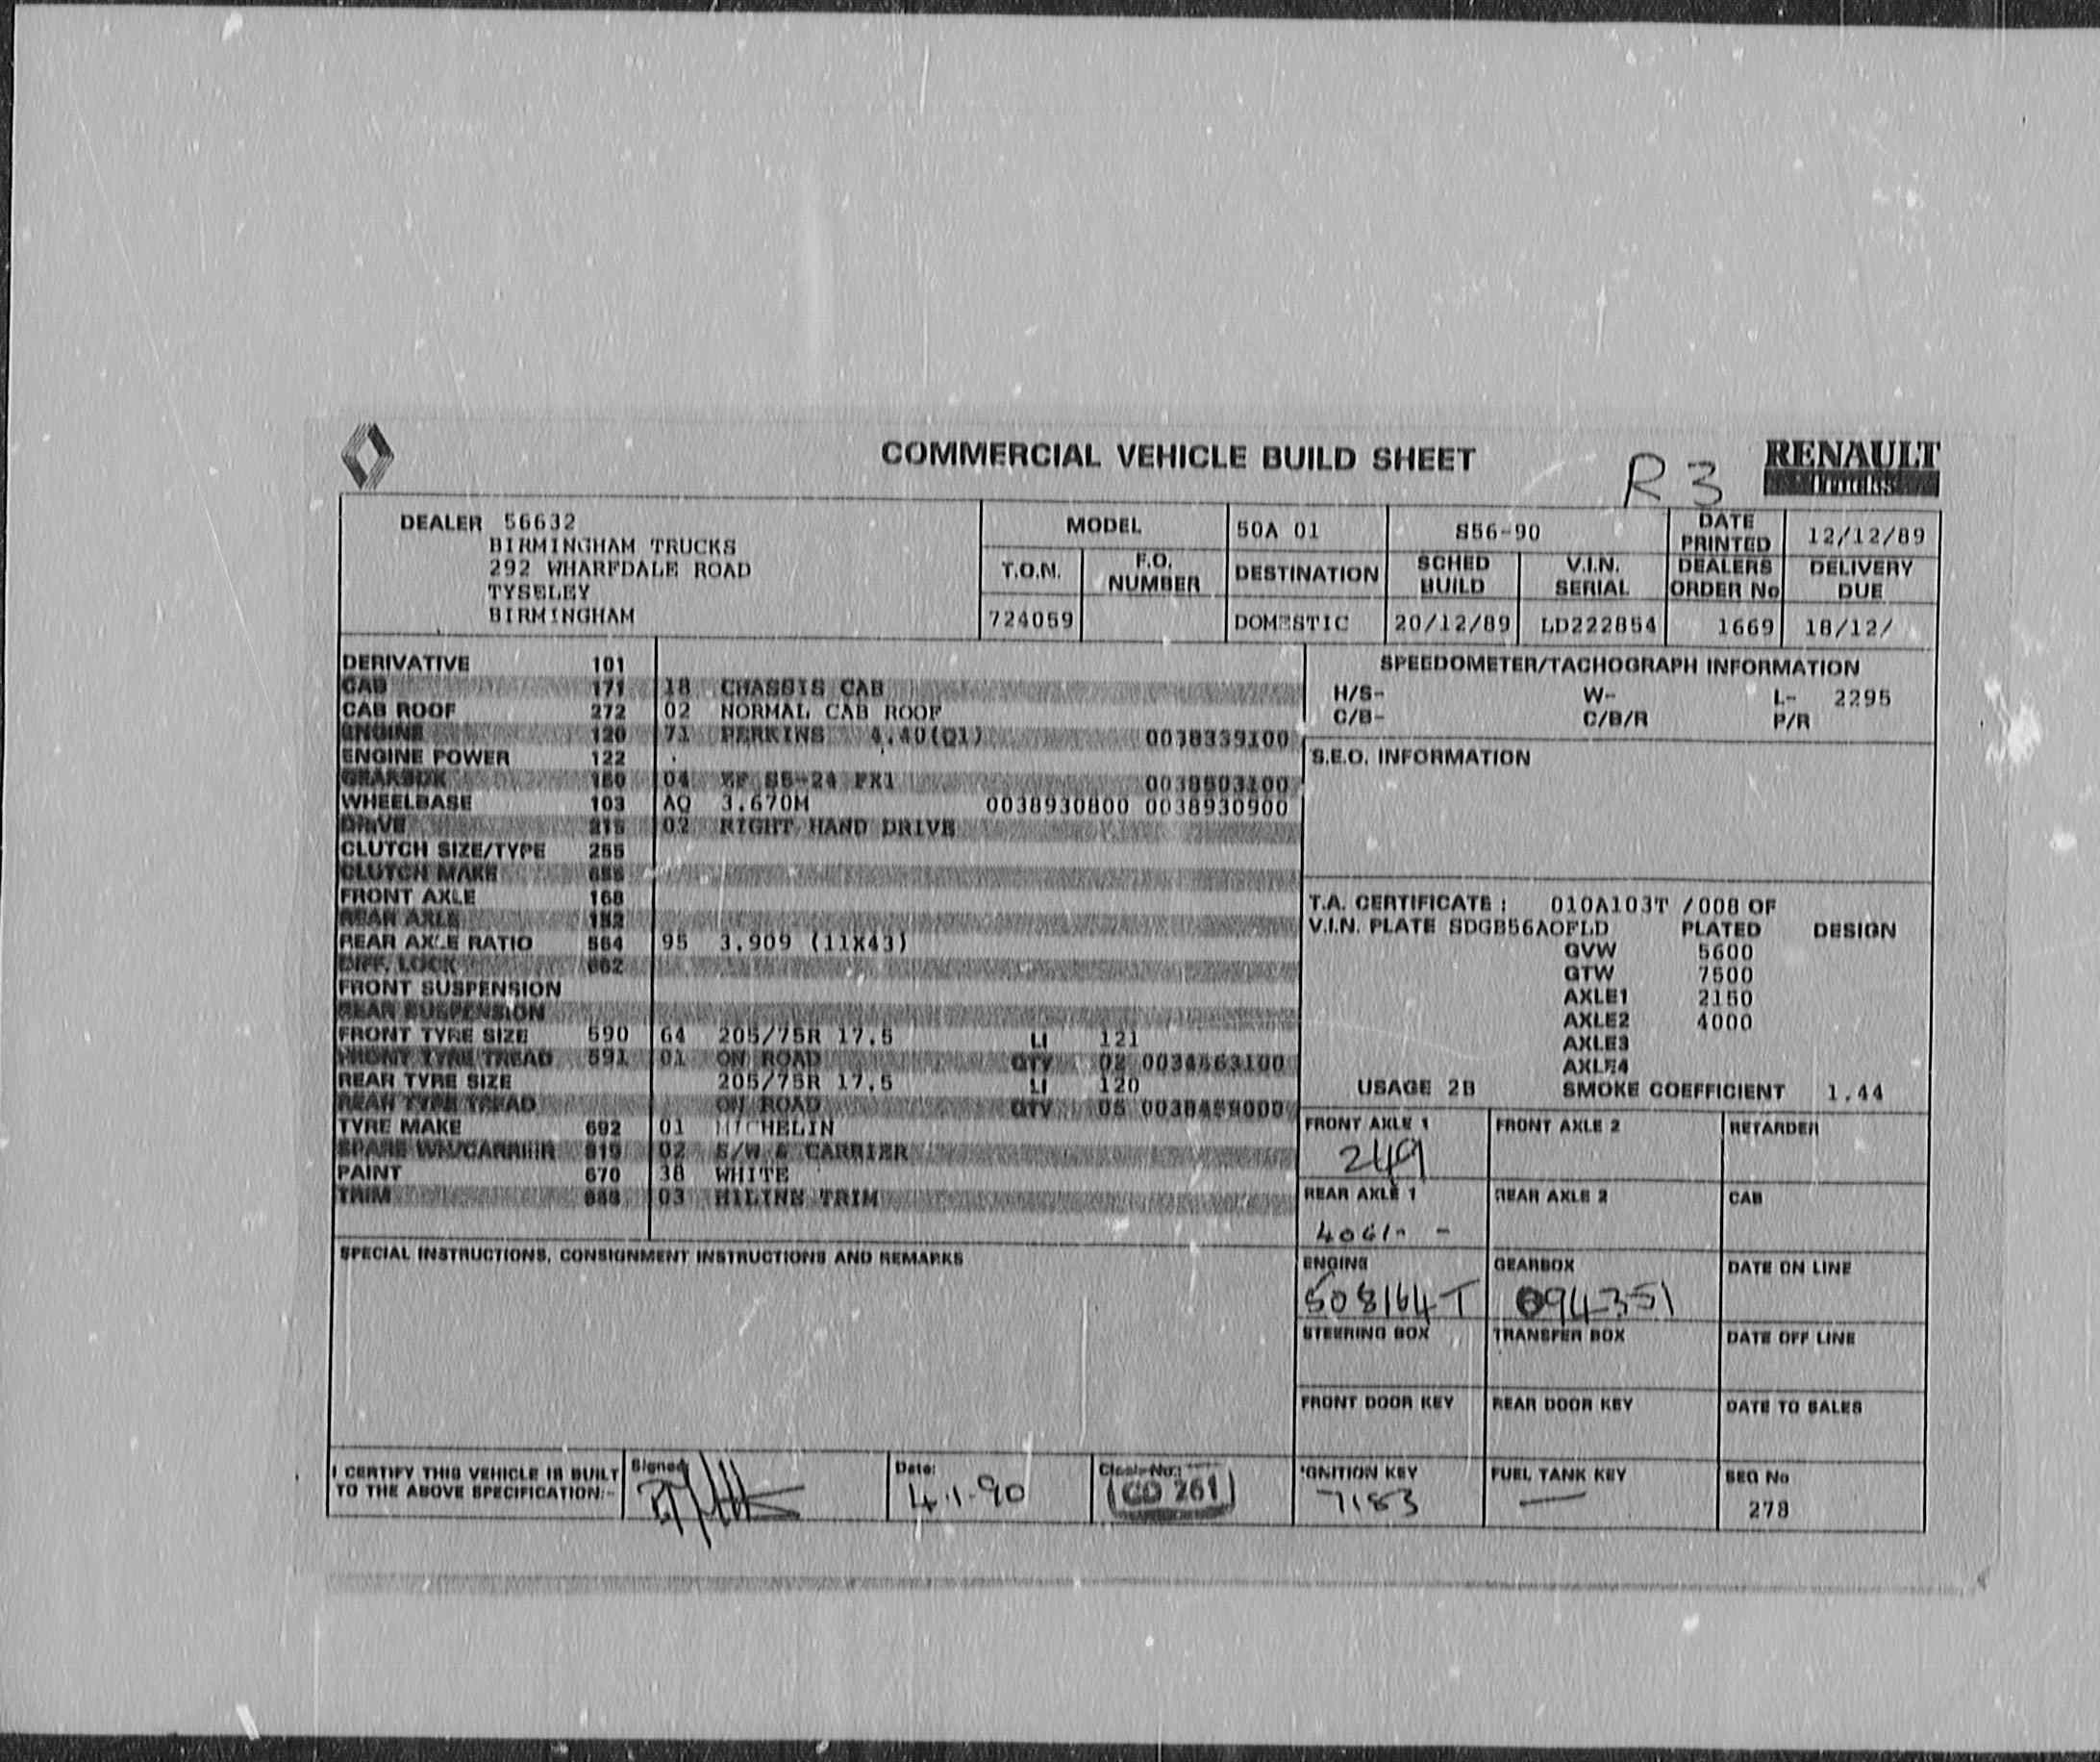 COMMERCIAL VEHICLE BUILD SHEET
R3
RENAULT
Trucks
DEALER 56632
BIRMINGHAM TRUCKS
292 WHARFDALE ROAD
TYSELEY
BIRMINGHAM
MODEL 50A 01 S56-90 DATE PRINTED 12/12/89
T.O.N. F.O. NUMBER DESTINATION SCHED BUILD V.I.N. SERIAL DEALERS ORDER No DELIVERY DUE
724059 DOMESTIC 20/12/89 LD222854 1669 18/12/
DERIVATIVE 101
CAB 171 18 CHASSIS CAB
CAB ROOF 272 02 NORMAL CAB ROOF
ENGINE 120 71 PERKINS 4.40(Q1) 0038339100
ENGINE POWER 122
GEARBOX 160 04 ZF S5-24 PX1 0038503100
WHEELBASE 103 AQ 3.670M 0038930800 0038930900
DRIVE 215 02 RIGHT HAND DRIVE
CLUTCH SIZE/TYPE 255
CLUTCH MAKE
FRONT AXLE 168
REAR AXLE 152
REAR AXLE RATIO 564 95 3.909 (11X43)
DIFF. LOCK 662
FRONT SUSPENSION
REAR SUSPENSION
FRONT TYRE SIZE 590 64 205/75R 17.5 LI 121
FRONT TYRE TREAD 591 01 ON ROAD QTY 02
REAR TYRE SIZE 205/75R 17.5 LI 120
REAR TYRE TREAD ON ROAD QTY 05
TYRE MAKE 692 01 MICHELIN
SPARE WH/CARRIER 619 02 S/W & CARRIER
PAINT 670 38 WHITE
TRIM 03 HILINE TRIM
SPECIAL INSTRUCTIONS, CONSIGNMENT INSTRUCTIONS AND REMARKS
SPEEDOMETER/TACHOGRAPH INFORMATION
H/S- W- L- 2295
C/B- C/B/R P/R
S.E.O. INFORMATION
T.A. CERTIFICATE: 010A103T /008 OF
V.I.N. PLATE SDGB56AOFLD PLATED DESIGN
GVW 5600
GTW 7500
AXLE1 2150
AXLE2 4000
AXLE3
AXLE4
USAGE 2B SMOKE COEFFICIENT 1.44
FRONT AXLE 1 FRONT AXLE 2 RETARDER
249
REAR AXLE 1 REAR AXLE 2 CAB
ENGINE GEARBOX DATE ON LINE
508164T 094351
STEERING BOX TRANSFER BOX DATE OFF LINE
FRONT DOOR KEY REAR DOOR KEY DATE TO SALES
IGNITION KEY FUEL TANK KEY SEQ No
7183 — 278
I CERTIFY THIS VEHICLE IS BUILT
TO THE ABOVE SPECIFICATION:-
Signed:
Date: 4.1.90
Clock No.: CD 261